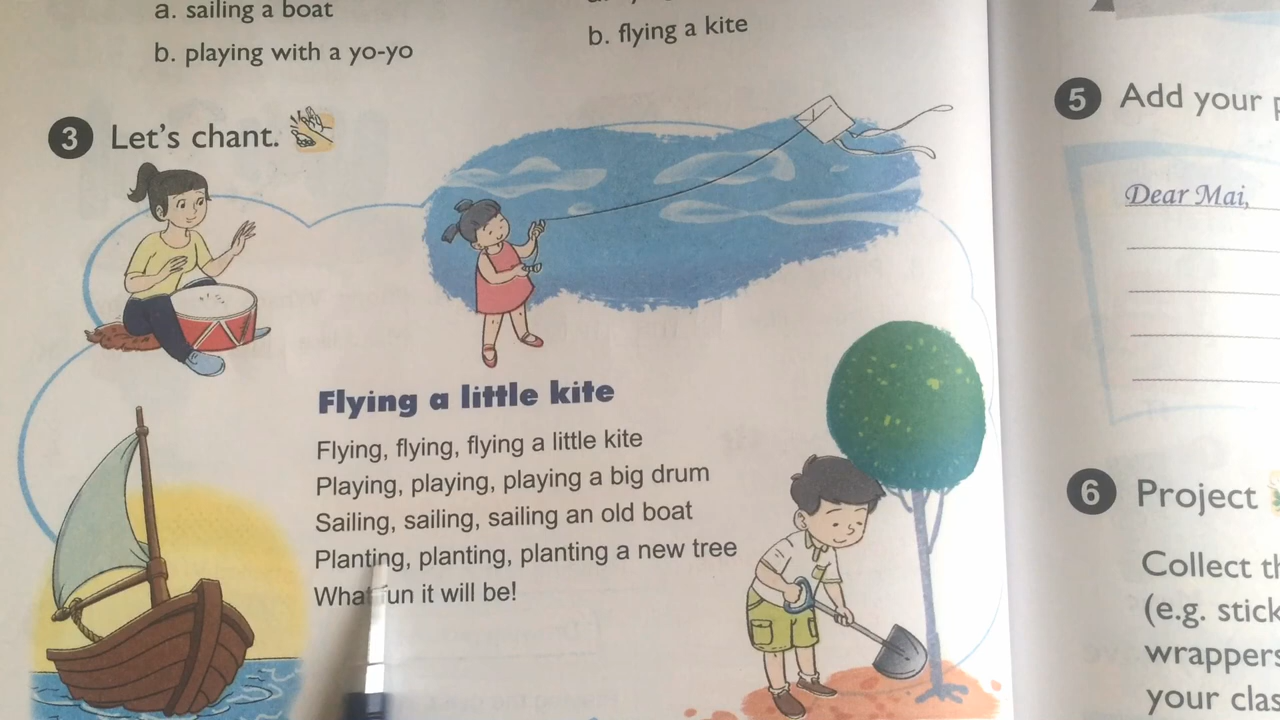 a. sailing a boat
b. playing with a yo-yo
b. flying a kite
3 Let's chant.
Flying a little kite
Flying, flying, flying a little kite
Playing, playing, playing a big drum
Sailing, sailing, sailing an old boat
Planting, planting, planting a new tree
What fun it will be!
5 Add your
Dear Mai,
6 Project
Collect
(e.g. stick
wrappers
your clas